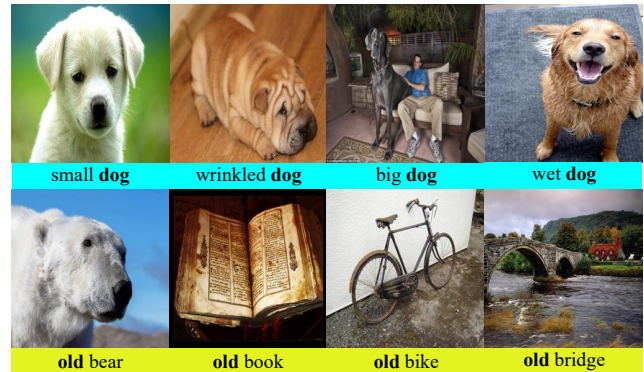 small dog
wrinkled dog
big dog
wet dog
old bear
old book
old bike
old bridge